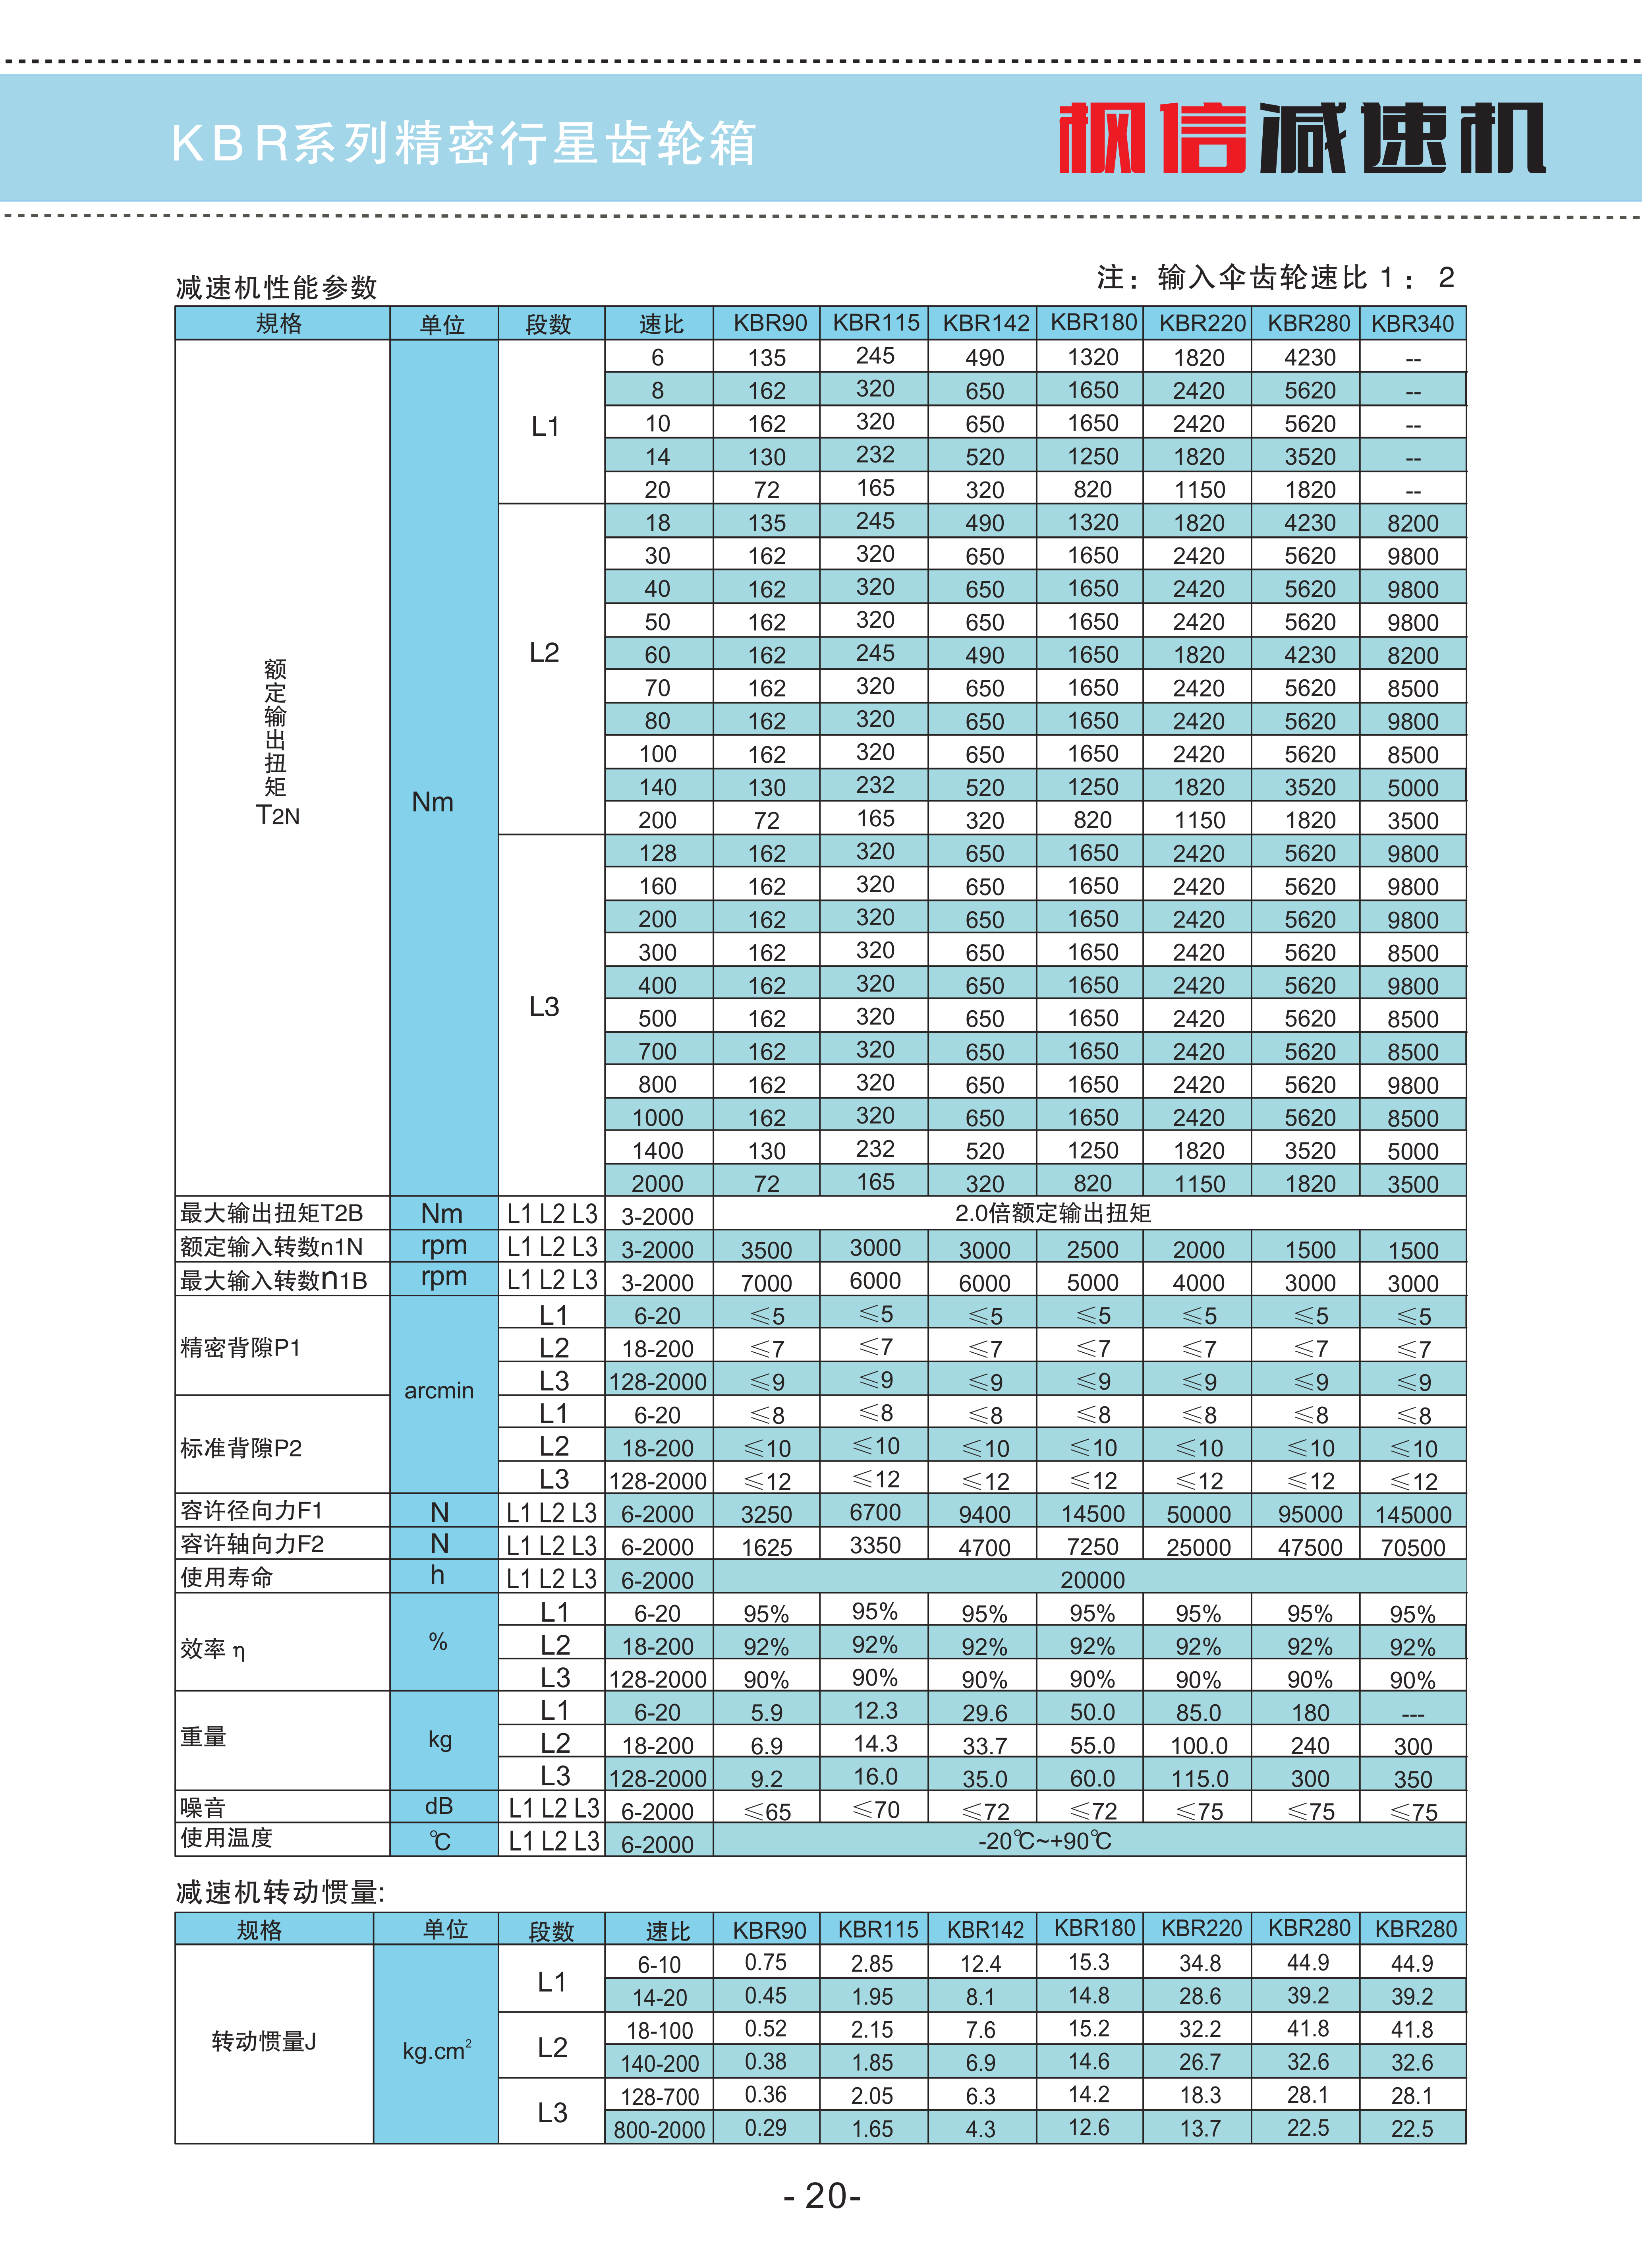 KBR系列精密行星齿轮箱 枫信减速机
减速机性能参数 注：输入伞齿轮速比 1： 2
規格 单位 段数 速比 KBR90 KBR115 KBR142 KBR180 KBR220 KBR280 KBR340
额定输出扭矩T2N Nm L1 6 135 245 490 1320 1820 4230 --
8 162 320 650 1650 2420 5620 --
10 162 320 650 1650 2420 5620 --
14 130 232 520 1250 1820 3520 --
20 72 165 320 820 1150 1820 --
L2 18 135 245 490 1320 1820 4230 8200
30 162 320 650 1650 2420 5620 9800
40 162 320 650 1650 2420 5620 9800
50 162 320 650 1650 2420 5620 9800
60 162 245 490 1650 1820 4230 8200
70 162 320 650 1650 2420 5620 8500
80 162 320 650 1650 2420 5620 9800
100 162 320 650 1650 2420 5620 8500
140 130 232 520 1250 1820 3520 5000
200 72 165 320 820 1150 1820 3500
L3 128 162 320 650 1650 2420 5620 9800
160 162 320 650 1650 2420 5620 9800
200 162 320 650 1650 2420 5620 9800
300 162 320 650 1650 2420 5620 8500
400 162 320 650 1650 2420 5620 9800
500 162 320 650 1650 2420 5620 8500
700 162 320 650 1650 2420 5620 8500
800 162 320 650 1650 2420 5620 9800
1000 162 320 650 1650 2420 5620 8500
1400 130 232 520 1250 1820 3520 5000
2000 72 165 320 820 1150 1820 3500
最大输出扭矩T2B Nm L1 L2 L3 3-2000 2.0倍额定输出扭矩
额定输入转数n1N rpm L1 L2 L3 3-2000 3500 3000 3000 2500 2000 1500 1500
最大输入转数n1B rpm L1 L2 L3 3-2000 7000 6000 6000 5000 4000 3000 3000
精密背隙P1 arcmin L1 6-20 ≤5 ≤5 ≤5 ≤5 ≤5 ≤5 ≤5
L2 18-200 ≤7 ≤7 ≤7 ≤7 ≤7 ≤7 ≤7
L3 128-2000 ≤9 ≤9 ≤9 ≤9 ≤9 ≤9 ≤9
标准背隙P2 L1 6-20 ≤8 ≤8 ≤8 ≤8 ≤8 ≤8 ≤8
L2 18-200 ≤10 ≤10 ≤10 ≤10 ≤10 ≤10 ≤10
L3 128-2000 ≤12 ≤12 ≤12 ≤12 ≤12 ≤12 ≤12
容许径向力F1 N L1 L2 L3 6-2000 3250 6700 9400 14500 50000 95000 145000
容许轴向力F2 N L1 L2 L3 6-2000 1625 3350 4700 7250 25000 47500 70500
使用寿命 h L1 L2 L3 6-2000 20000
效率 η % L1 6-20 95% 95% 95% 95% 95% 95% 95%
L2 18-200 92% 92% 92% 92% 92% 92% 92%
L3 128-2000 90% 90% 90% 90% 90% 90% 90%
重量 kg L1 6-20 5.9 12.3 29.6 50.0 85.0 180 ---
L2 18-200 6.9 14.3 33.7 55.0 100.0 240 300
L3 128-2000 9.2 16.0 35.0 60.0 115.0 300 350
噪音 dB L1 L2 L3 6-2000 ≤65 ≤70 ≤72 ≤72 ≤75 ≤75 ≤75
使用温度 ℃ L1 L2 L3 6-2000 -20℃~+90℃
减速机转动惯量:
规格 单位 段数 速比 KBR90 KBR115 KBR142 KBR180 KBR220 KBR280 KBR280
转动惯量J kg.cm² L1 6-10 0.75 2.85 12.4 15.3 34.8 44.9 44.9
14-20 0.45 1.95 8.1 14.8 28.6 39.2 39.2
L2 18-100 0.52 2.15 7.6 15.2 32.2 41.8 41.8
140-200 0.38 1.85 6.9 14.6 26.7 32.6 32.6
L3 128-700 0.36 2.05 6.3 14.2 18.3 28.1 28.1
800-2000 0.29 1.65 4.3 12.6 13.7 22.5 22.5
- 20-